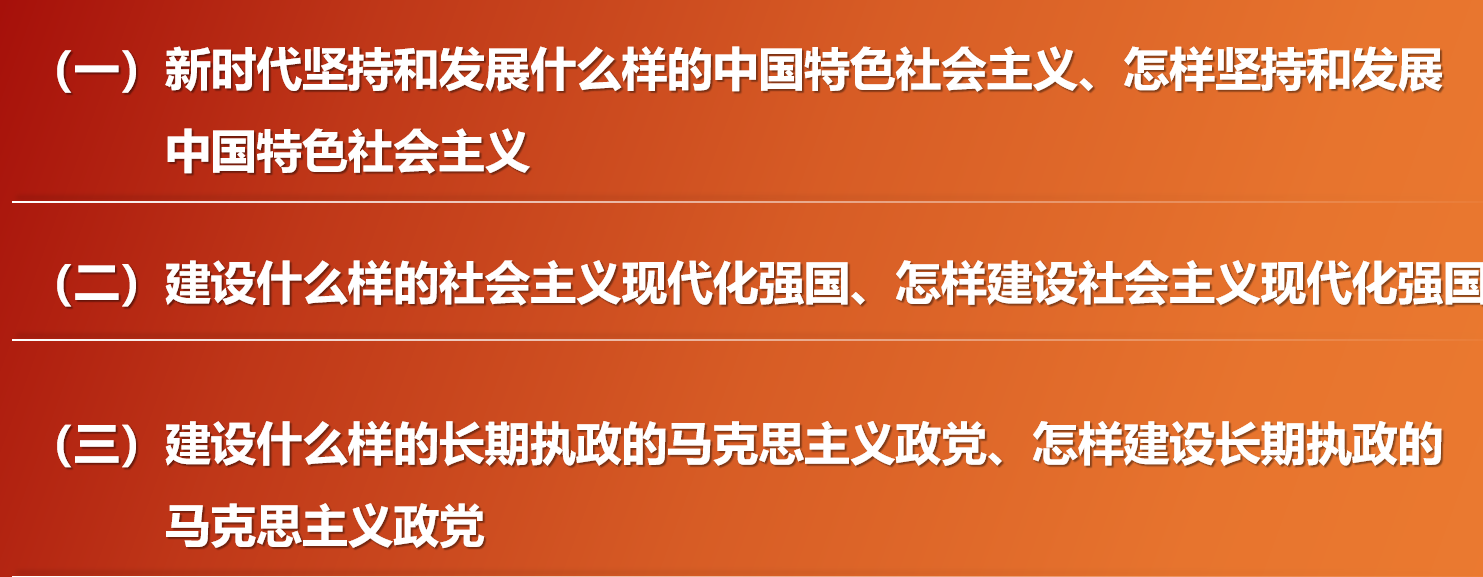 （一）新时代坚持和发展什么样的中国特色社会主义、怎样坚持和发展
中国特色社会主义
（二）建设什么样的社会主义现代化强国、怎样建设社会主义现代化强国
（三）建设什么样的长期执政的马克思主义政党、怎样建设长期执政的
马克思主义政党